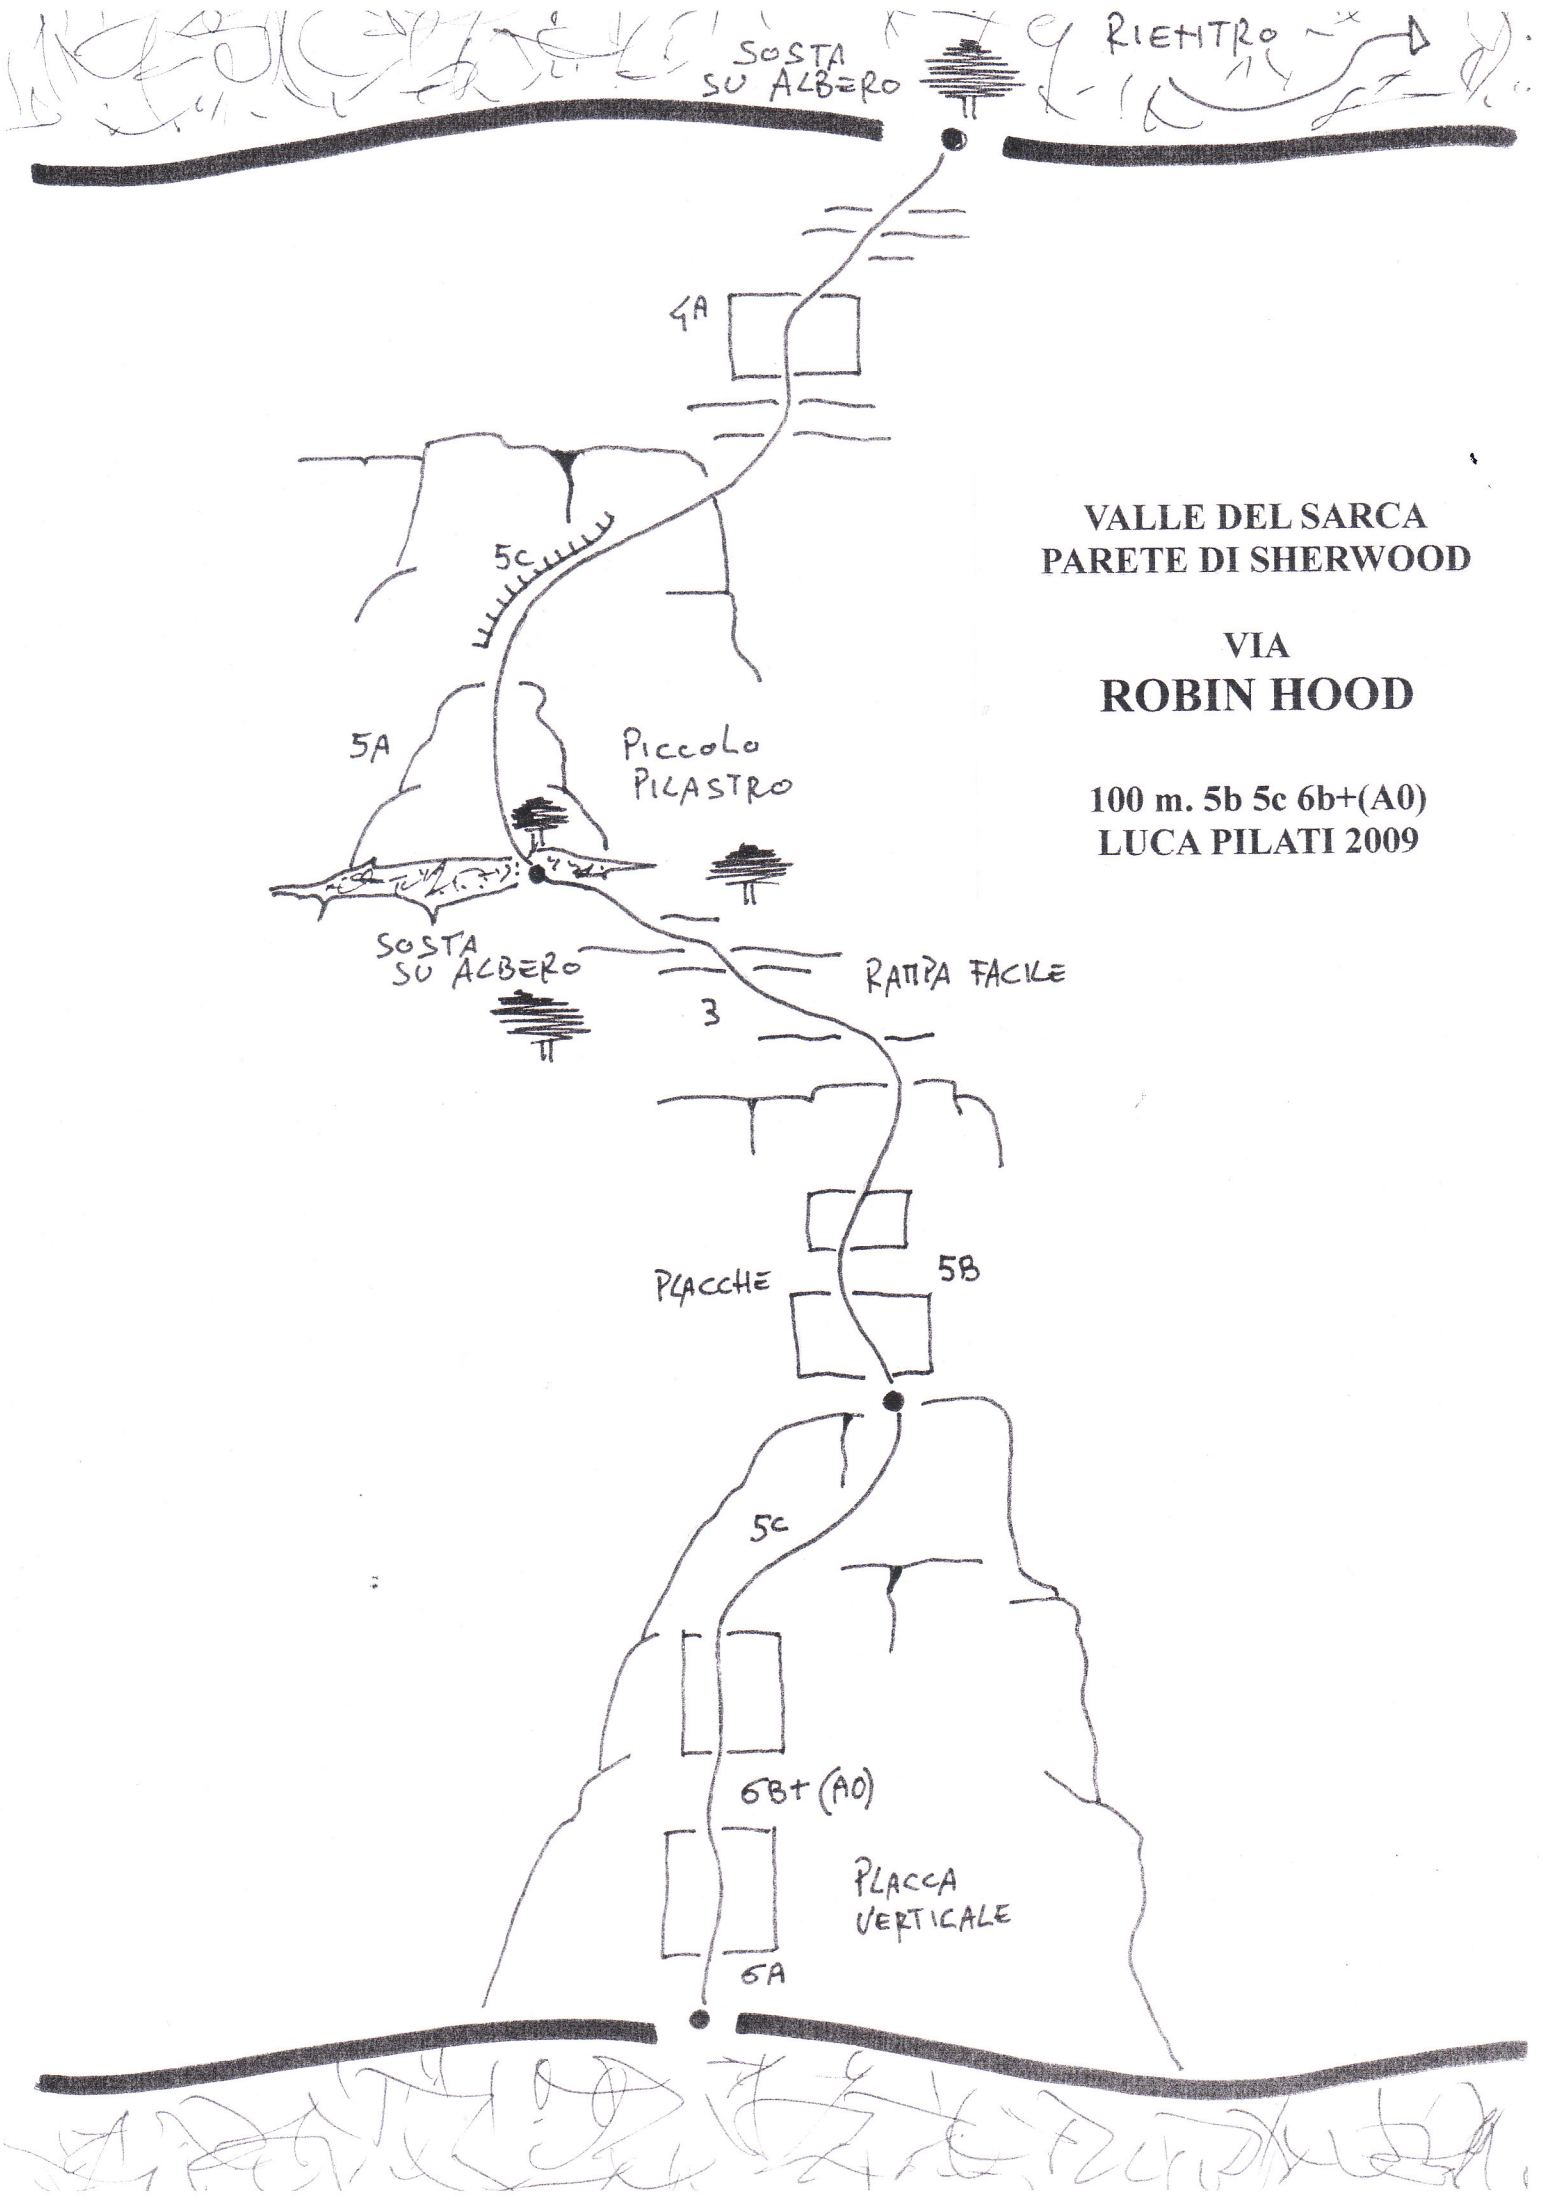 RIENTRO
SOSTA
SU ALBERO
4A
5C
VALLE DEL SARCA
PARETE DI SHERWOOD
VIA
ROBIN HOOD
100 m. 5b 5c 6b+(A0)
LUCA PILATI 2009
5A
PICCOLO
PILASTRO
SOSTA
SU ALBERO
RAMPA FACILE
3
PLACCHE
5B
5C
6B+(A0)
PLACCA
VERTICALE
6A